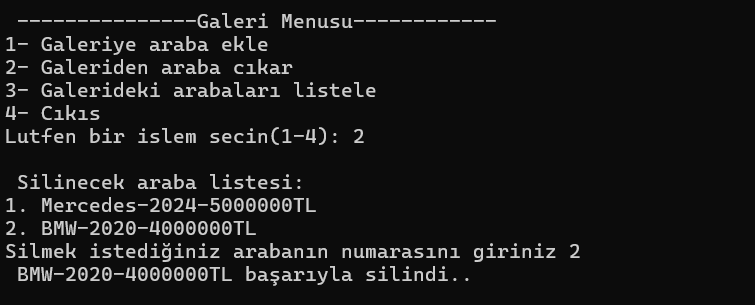 ---------------Galeri Menusu------------
1- Galeriye araba ekle
2- Galeriden araba cıkar
3- Galerideki arabaları listele
4- Cıkıs
Lutfen bir islem secin(1-4): 2
Silinecek araba listesi:
1. Mercedes-2024-5000000TL
2. BMW-2020-4000000TL
Silmek istediğiniz arabanın numarasını giriniz 2
BMW-2020-4000000TL başarıyla silindi..